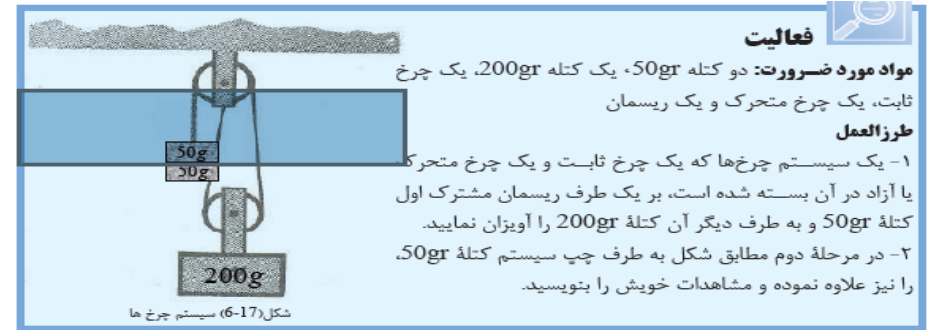 فعالیت
مواد مورد ضرورت: دو کتله 50gr، یک کتله 200gr، یک چرخ
ثابت، یک چرخ متحرک و یک ریسمان
طرزالعمل
۱- یک سیستم چرخ‌ها که یک چرخ ثابت و یک چرخ متحرک
یا آزاد در آن بسته شده است، بر یک طرف ریسمان مشترک اول
کتلهٔ 50gr و به طرف دیگر آن کتلهٔ 200gr را آویزان نمایید.
۲- در مرحلهٔ دوم مطابق شکل به طرف چپ سیستم کتلهٔ 50gr،
را نیز علاوه نموده و مشاهدات خویش را بنویسید.
50g
50g
200g
شکل(17-6) سیستم چرخ ها